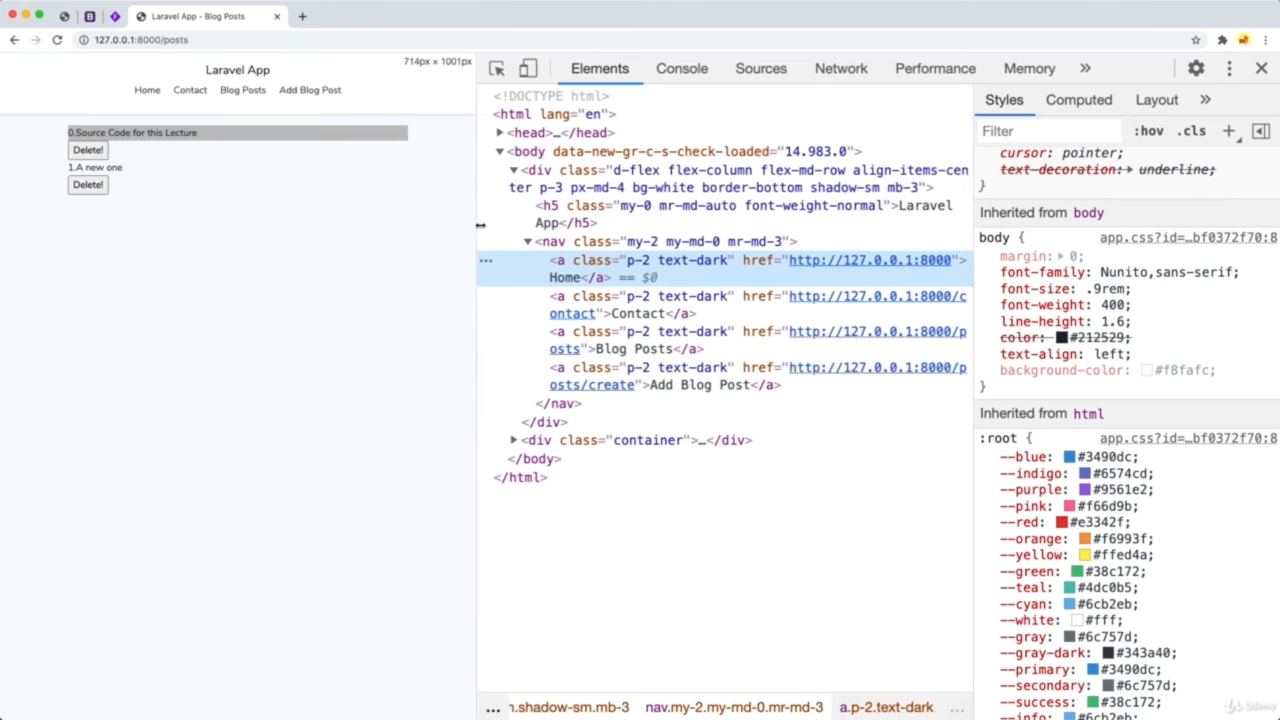 Laravel App - Blog Posts
127.0.0.1:8000/posts
714px × 1001px
Laravel App
Home Contact Blog Posts Add Blog Post
0.Source Code for this Lecture
Delete!
1.A new one
Delete!
Elements Console Sources Network Performance Memory »
<!DOCTYPE html>
<html lang="en">
<head>…</head>
<body data-new-gr-c-s-check-loaded="14.983.0">
<div class="d-flex flex-column flex-md-row align-items-cen
ter p-3 px-md-4 bg-white border-bottom shadow-sm mb-3">
<h5 class="my-0 mr-md-auto font-weight-normal">Laravel
App</h5>
<nav class="my-2 my-md-0 mr-md-3">
… <a class="p-2 text-dark" href="http://127.0.0.1:8000">
Home</a> == $0
<a class="p-2 text-dark" href="http://127.0.0.1:8000/c
ontact">Contact</a>
<a class="p-2 text-dark" href="http://127.0.0.1:8000/p
osts">Blog Posts</a>
<a class="p-2 text-dark" href="http://127.0.0.1:8000/p
osts/create">Add Blog Post</a>
</nav>
</div>
<div class="container">…</div>
</body>
</html>
… n.shadow-sm.mb-3 nav.my-2.my-md-0.mr-md-3 a.p-2.text-dark …
Styles Computed Layout »
Filter :hov .cls +
cursor: pointer;
text-decoration: underline;
}
Inherited from body
body { app.css?id=…bf0372f70:8
margin: 0;
font-family: Nunito,sans-serif;
font-size: .9rem;
font-weight: 400;
line-height: 1.6;
color: #212529;
text-align: left;
background-color: #f8fafc;
}
Inherited from html
:root { app.css?id=…bf0372f70:8
--blue: #3490dc;
--indigo: #6574cd;
--purple: #9561e2;
--pink: #f66d9b;
--red: #e3342f;
--orange: #f6993f;
--yellow: #ffed4a;
--green: #38c172;
--teal: #4dc0b5;
--cyan: #6cb2eb;
--white: #fff;
--gray: #6c757d;
--gray-dark: #343a40;
--primary: #3490dc;
--secondary: #6c757d;
--success: #38c172;
--info: #6cb2eb;
Udemy